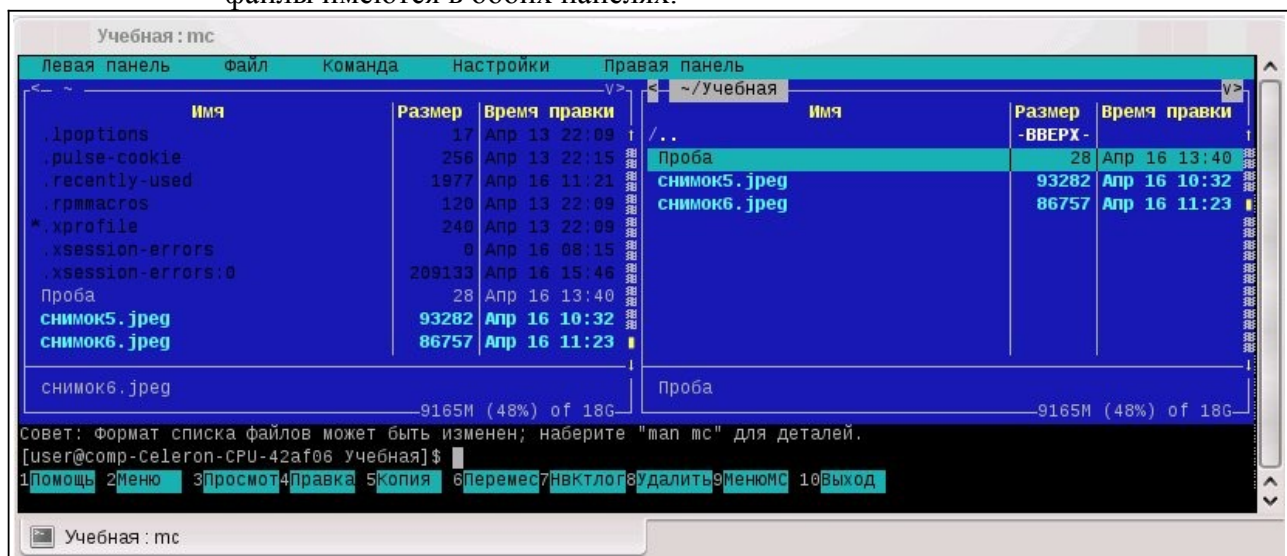 файлы имеются в обоих панелях.
Учебная : mc
Левая панель Файл Команда Настройки Правая панель
<— ~ v> <— ~/Учебная v>
Имя Размер Время правки Имя Размер Время правки
.lpoptions 17 Апр 13 22:09 /.. -ВВЕРХ-
.pulse-cookie 256 Апр 13 22:15 Проба 28 Апр 16 13:40
.recently-used 1977 Апр 16 11:21 снимок5.jpeg 93282 Апр 16 10:32
.rpmmacros 120 Апр 13 22:09 снимок6.jpeg 86757 Апр 16 11:23
*.xprofile 240 Апр 13 22:09
.xsession-errors 0 Апр 16 08:15
.xsession-errors:0 209133 Апр 16 15:46
Проба 28 Апр 16 13:40
снимок5.jpeg 93282 Апр 16 10:32
снимок6.jpeg 86757 Апр 16 11:23
снимок6.jpeg Проба
9165M (48%) of 18G 9165M (48%) of 18G
Совет: Формат списка файлов может быть изменен; наберите "man mc" для деталей.
[user@comp-Celeron-CPU-42af06 Учебная]$
1Помощь 2Меню 3Просмот4Правка 5Копия 6Перемес7НвКтлог8Удалить9МенюMC 10Выход
Учебная : mc